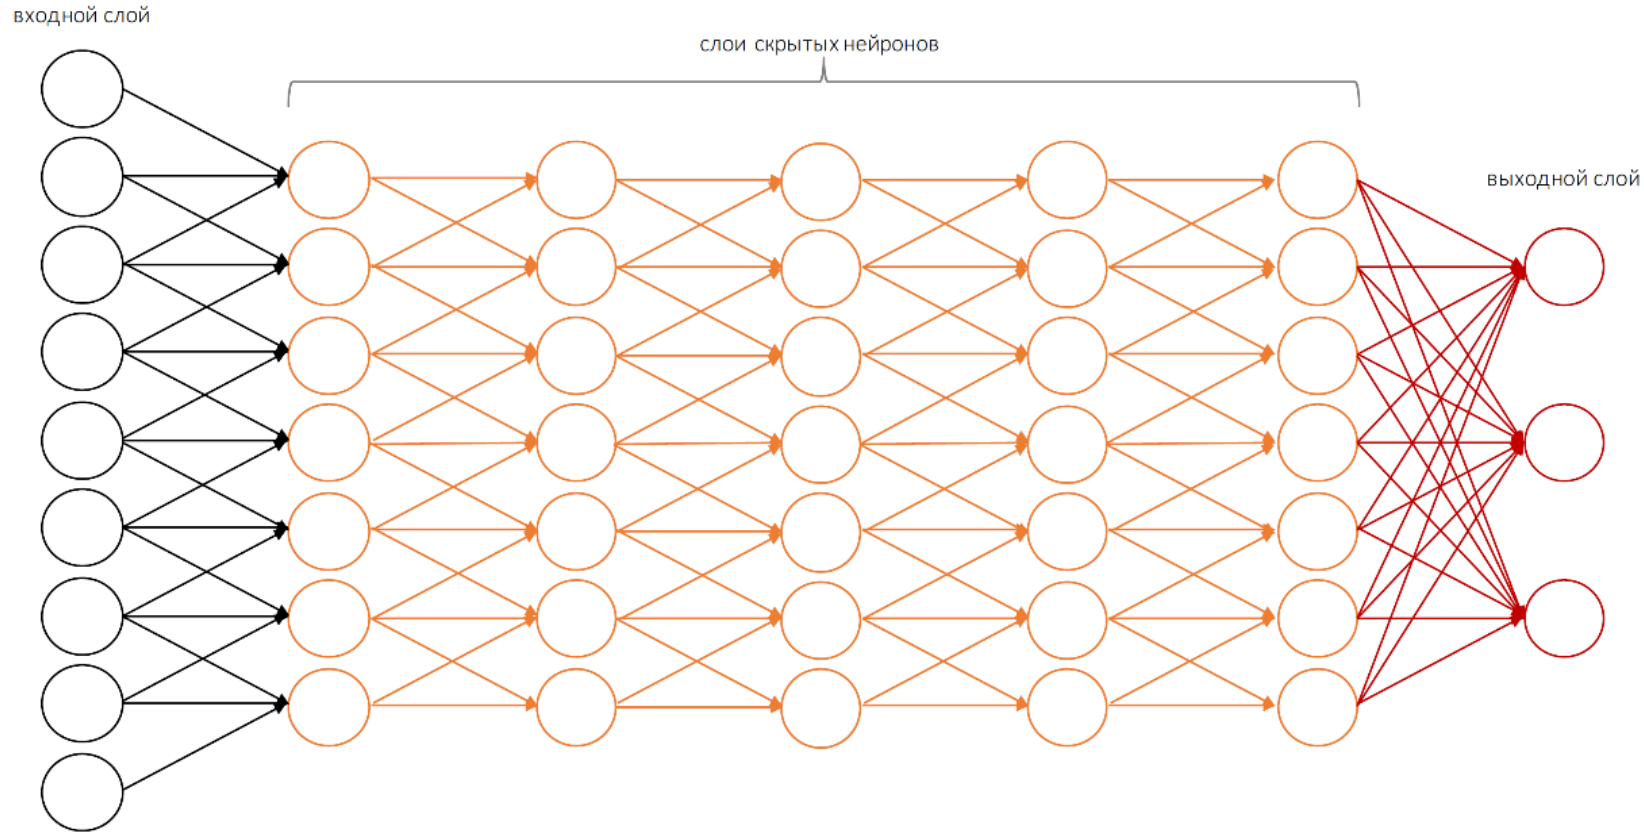 входной слой
слои скрытых нейронов
выходной слой